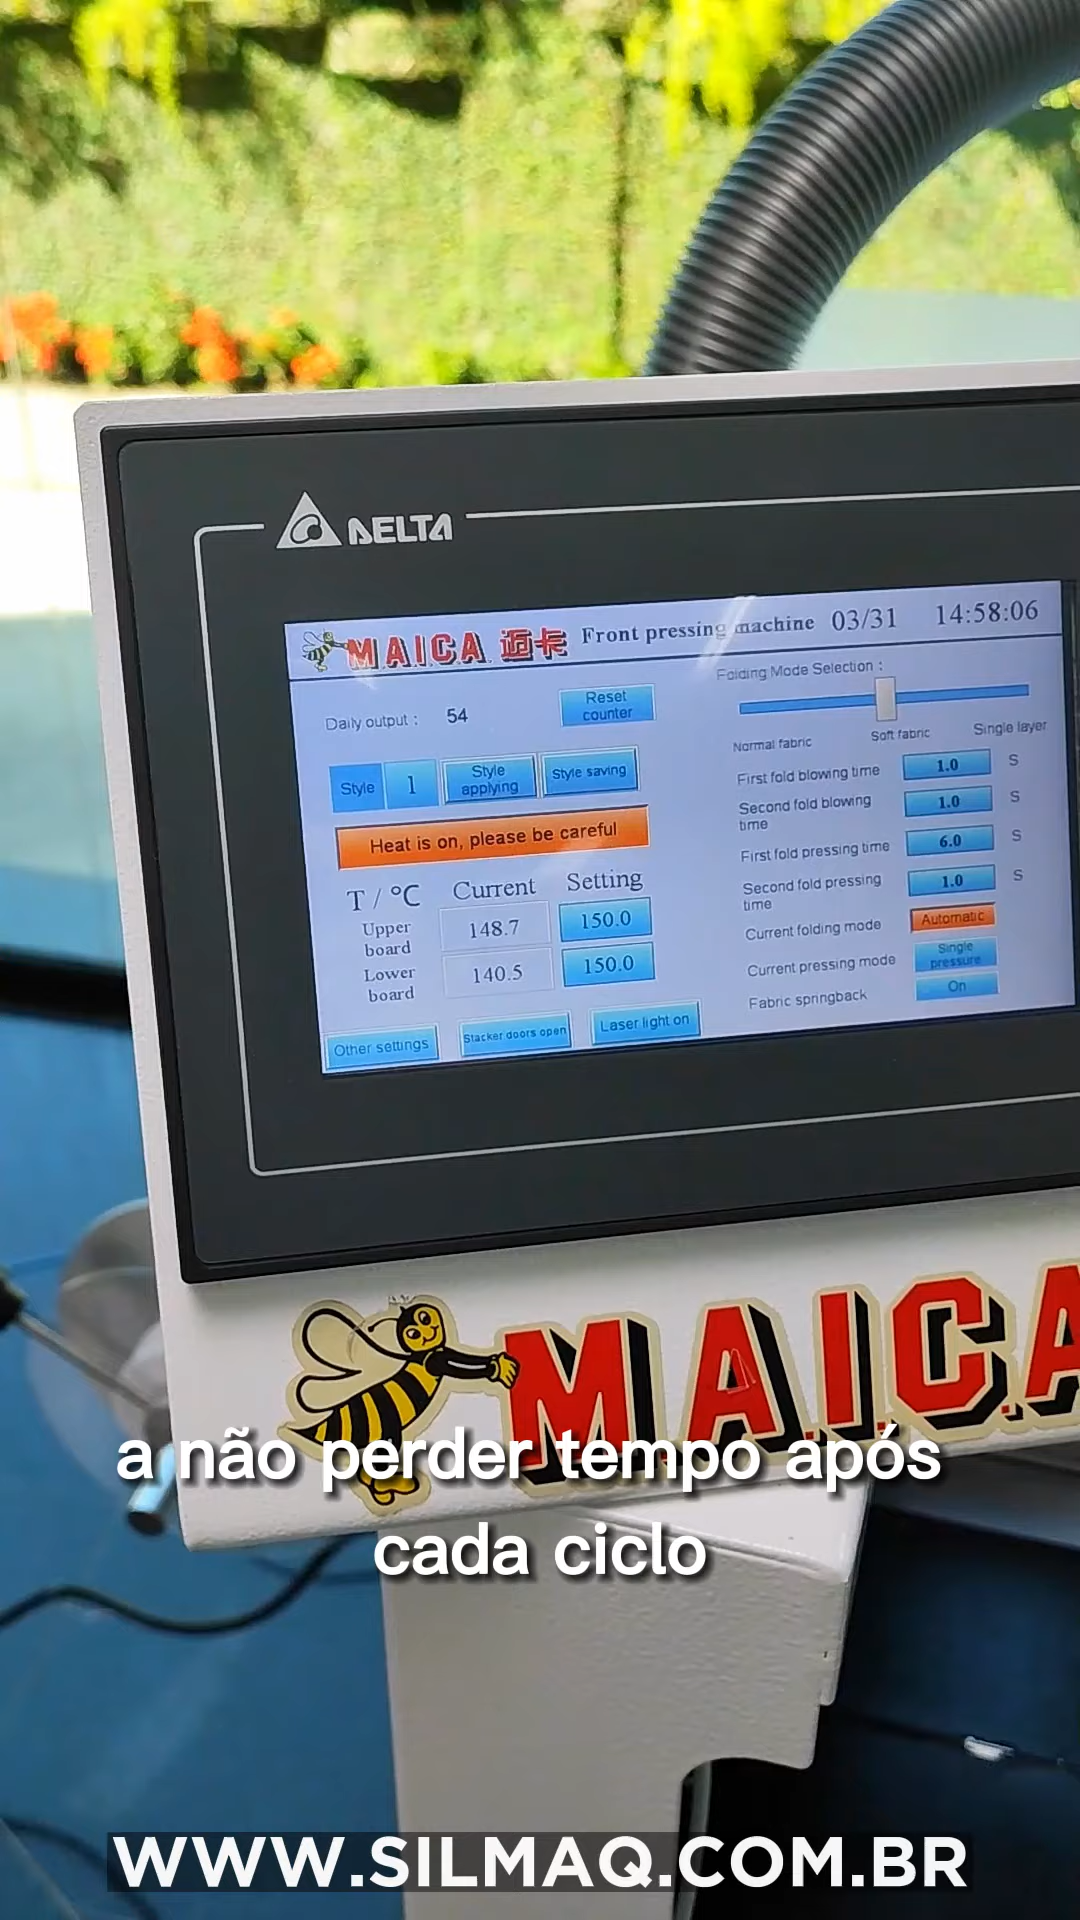 DELTA
MAICA 迈卡 Front pressing machine 03/31 14:58:06
Daily output : 54
Reset counter
Style 1
Style applying
Style saving
Heat is on, please be careful
T / °C Current Setting
Upper board 148.7 150.0
Lower board 140.5 150.0
Other settings
Stacker doors open
Laser light on
Folding Mode Selection :
Normal fabric Soft fabric Single layer
First fold blowing time 1.0 S
Second fold blowing time 1.0 S
First fold pressing time 6.0 S
Second fold pressing time 1.0 S
Current folding mode Automatic
Current pressing mode Single pressure
Fabric springback On
MAICA
a não perder tempo após
cada ciclo
WWW.SILMAQ.COM.BR